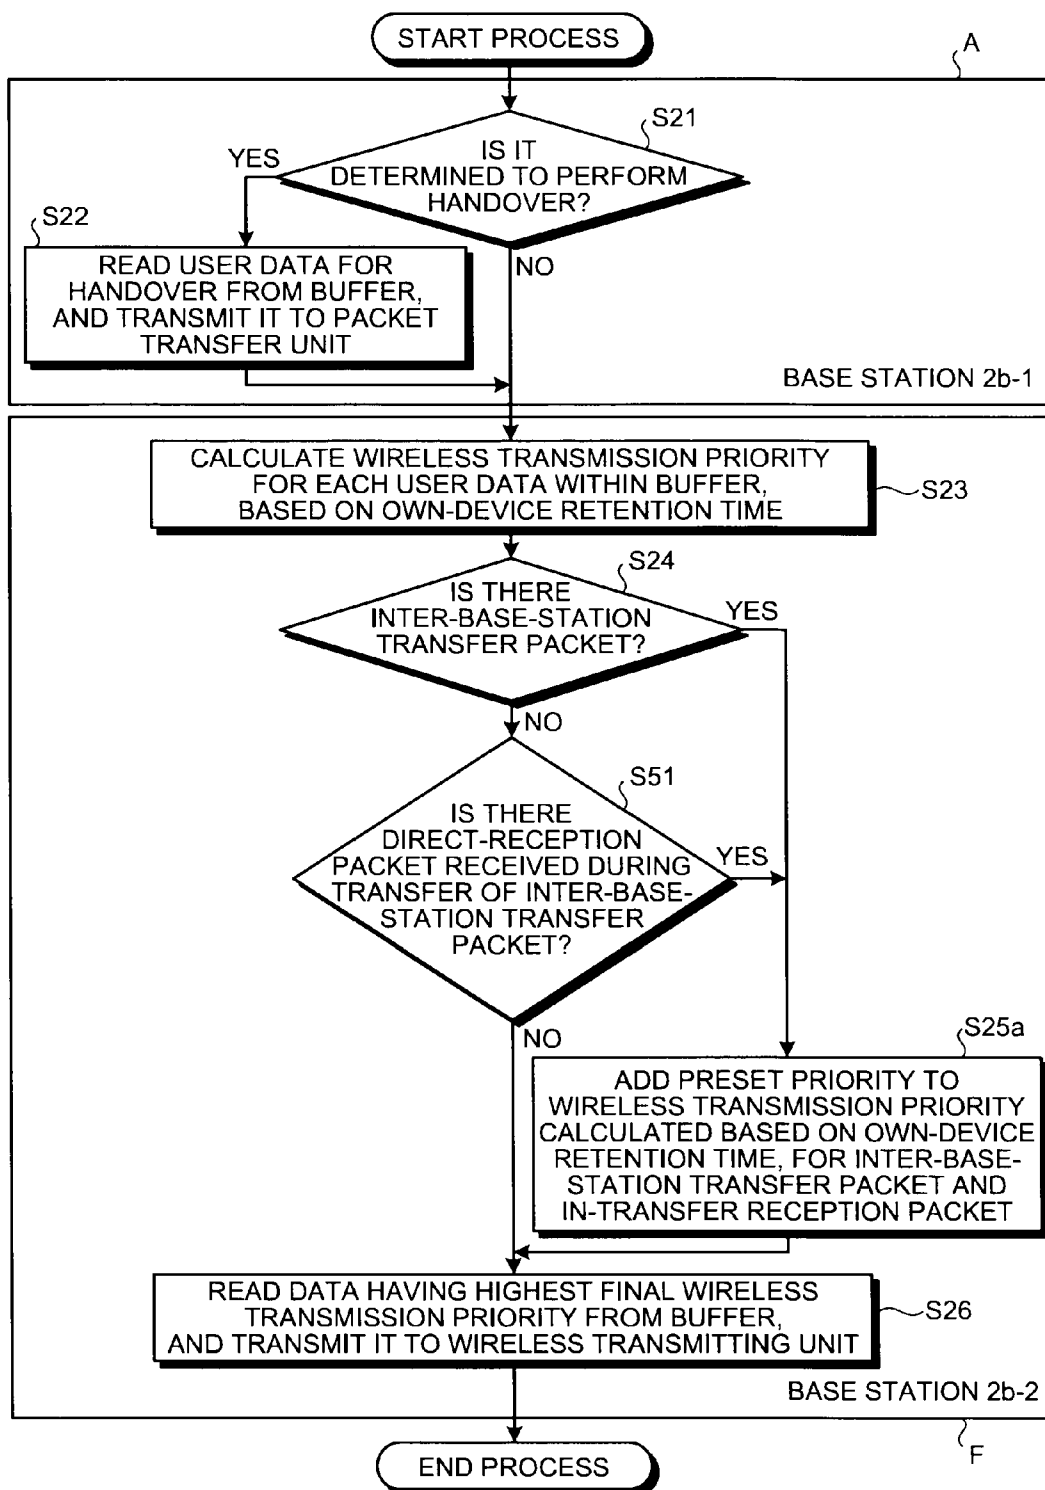 START PROCESS
A
S21
IS IT
DETERMINED TO PERFORM
HANDOVER?
YES
NO
S22
READ USER DATA FOR
HANDOVER FROM BUFFER,
AND TRANSMIT IT TO PACKET
TRANSFER UNIT
BASE STATION 2b-1
CALCULATE WIRELESS TRANSMISSION PRIORITY
FOR EACH USER DATA WITHIN BUFFER,
BASED ON OWN-DEVICE RETENTION TIME
S23
S24
IS THERE
INTER-BASE-STATION
TRANSFER PACKET?
YES
NO
S51
IS THERE
DIRECT-RECEPTION
PACKET RECEIVED DURING
TRANSFER OF INTER-BASE-
STATION TRANSFER
PACKET?
YES
NO
S25a
ADD PRESET PRIORITY TO
WIRELESS TRANSMISSION PRIORITY
CALCULATED BASED ON OWN-DEVICE
RETENTION TIME, FOR INTER-BASE-
STATION TRANSFER PACKET AND
IN-TRANSFER RECEPTION PACKET
READ DATA HAVING HIGHEST FINAL WIRELESS
TRANSMISSION PRIORITY FROM BUFFER,
AND TRANSMIT IT TO WIRELESS TRANSMITTING UNIT
S26
BASE STATION 2b-2
F
END PROCESS